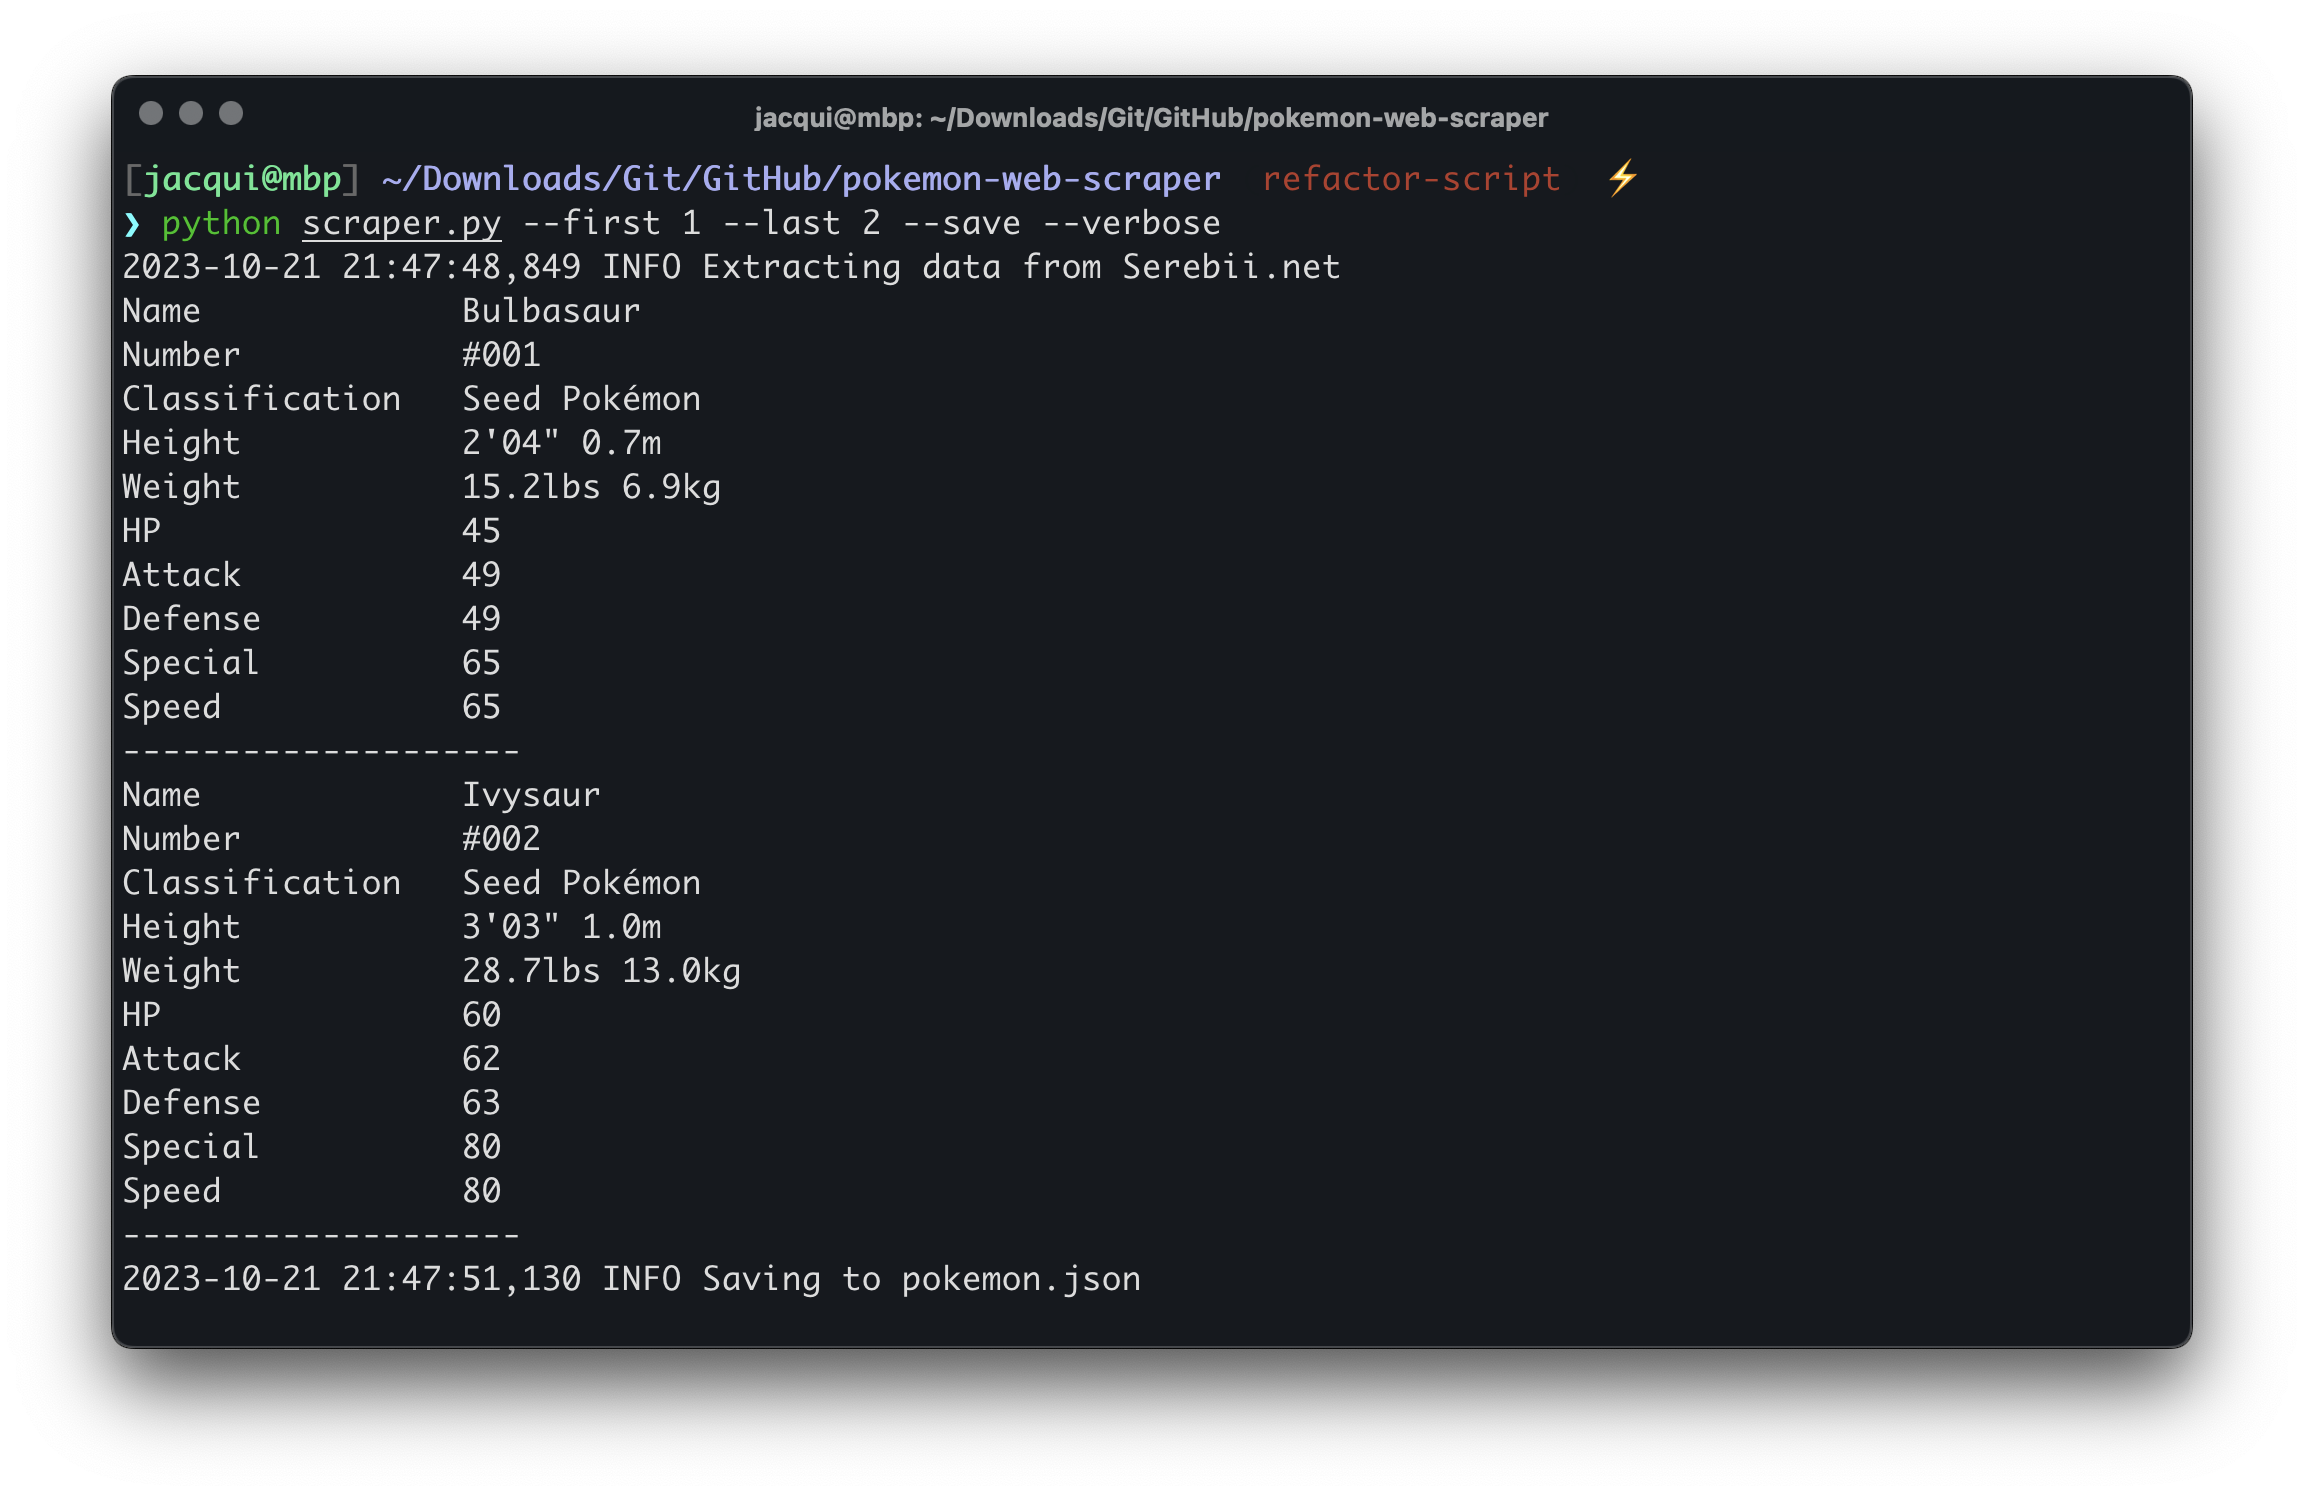 jacqui@mbp: ~/Downloads/Git/GitHub/pokemon-web-scraper
[jacqui@mbp] ~/Downloads/Git/GitHub/pokemon-web-scraper  refactor-script  ⚡
❯ python scraper.py --first 1 --last 2 --save --verbose
2023-10-21 21:47:48,849 INFO Extracting data from Serebii.net
Name             Bulbasaur
Number           #001
Classification   Seed Pokémon
Height           2'04" 0.7m
Weight           15.2lbs 6.9kg
HP               45
Attack           49
Defense          49
Special          65
Speed            65
--------------------
Name             Ivysaur
Number           #002
Classification   Seed Pokémon
Height           3'03" 1.0m
Weight           28.7lbs 13.0kg
HP               60
Attack           62
Defense          63
Special          80
Speed            80
--------------------
2023-10-21 21:47:51,130 INFO Saving to pokemon.json